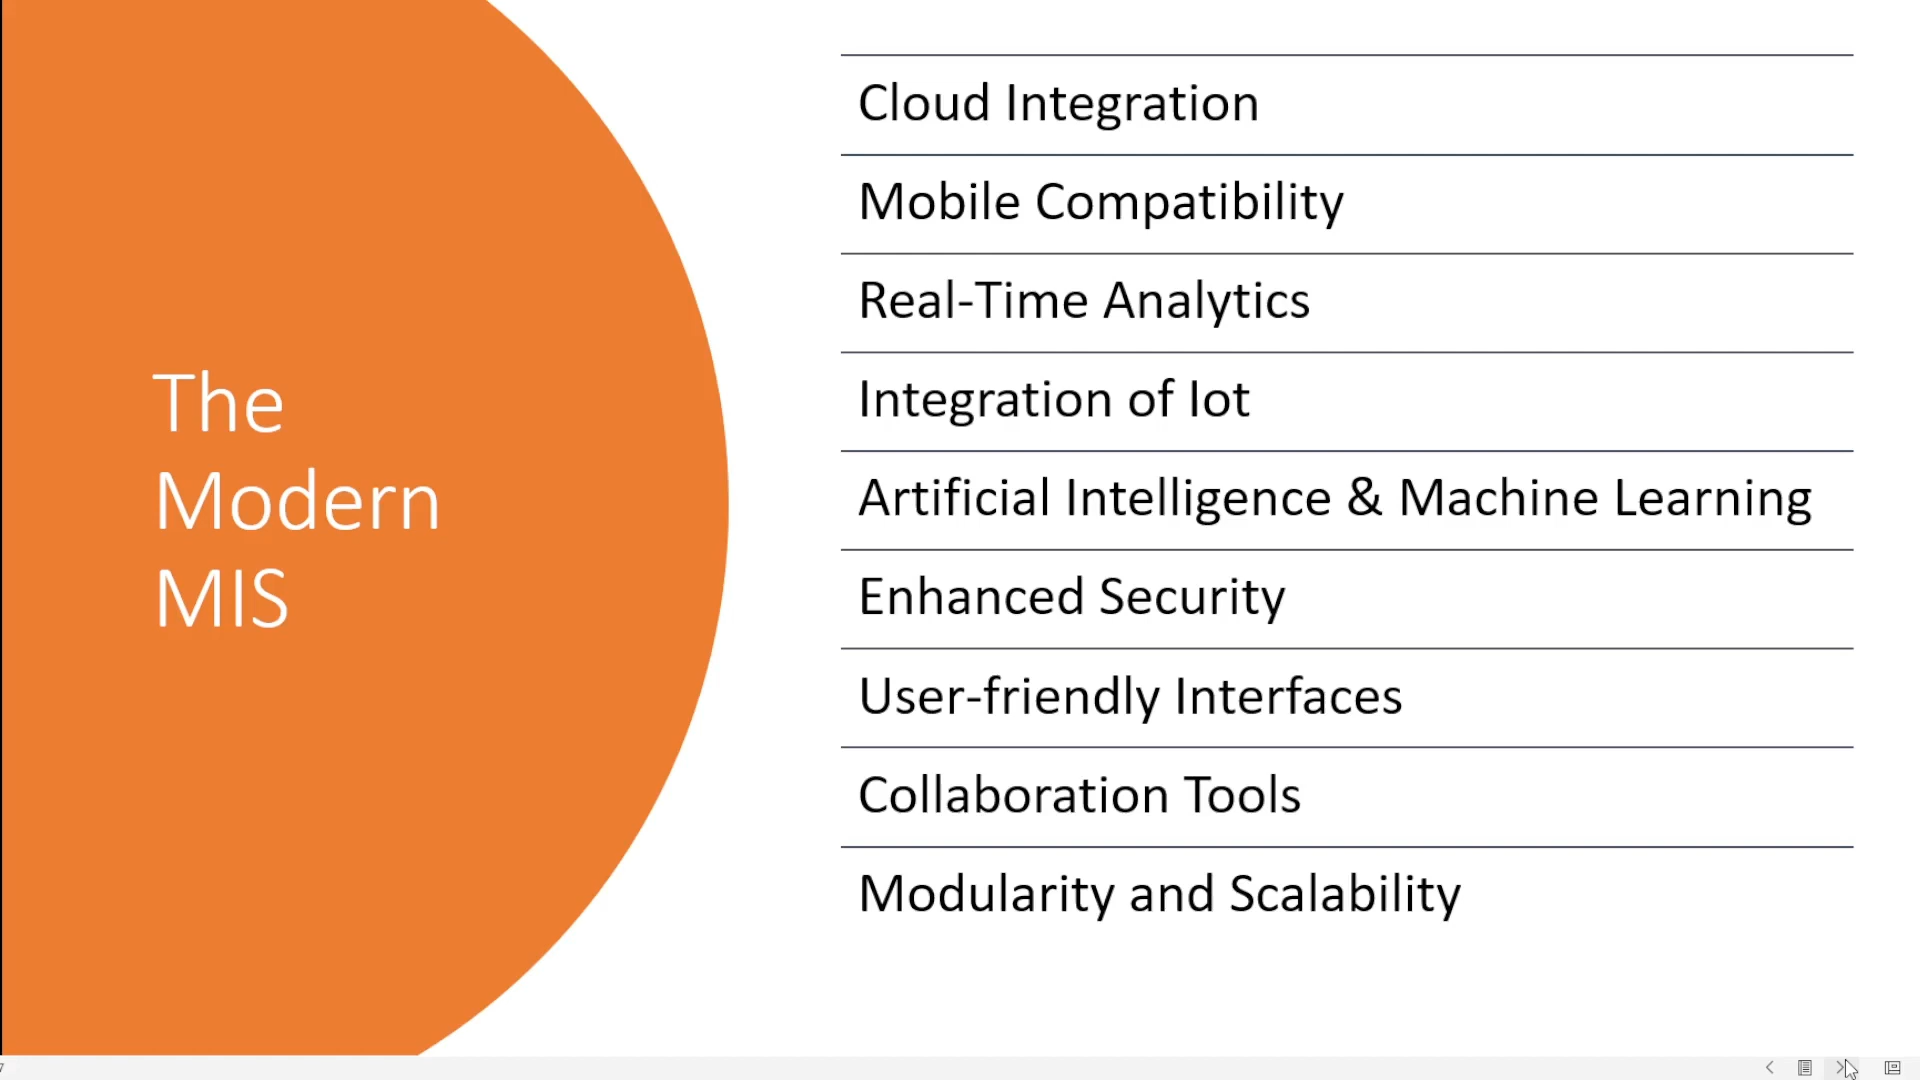 The
Modern
MIS
Cloud Integration
Mobile Compatibility
Real-Time Analytics
Integration of Iot
Artificial Intelligence & Machine Learning
Enhanced Security
User-friendly Interfaces
Collaboration Tools
Modularity and Scalability